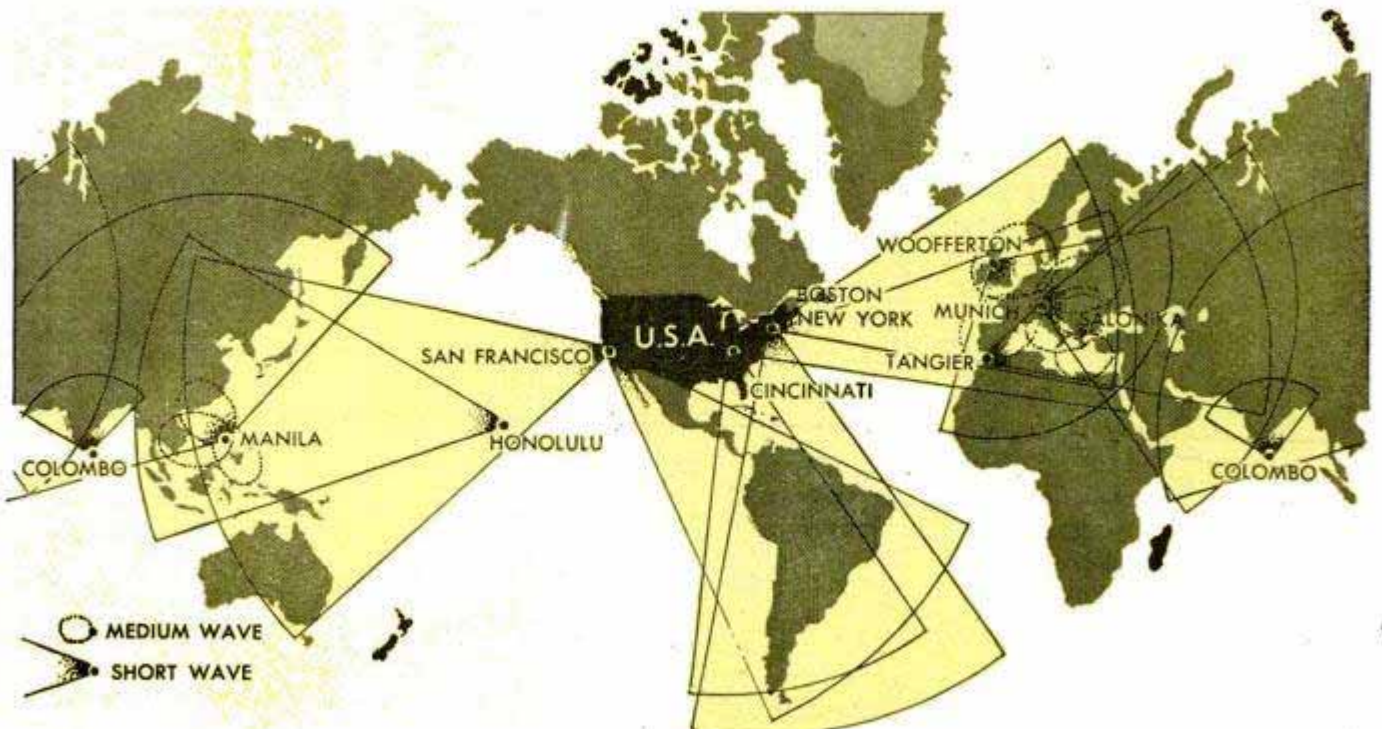 WOOFFERTON
BOSTON
NEW YORK
MUNICH
SALONIKA
U.S.A.
SAN FRANCISCO
TANGIER
CINCINNATI
MANILA
HONOLULU
COLOMBO
COLOMBO
MEDIUM WAVE
SHORT WAVE